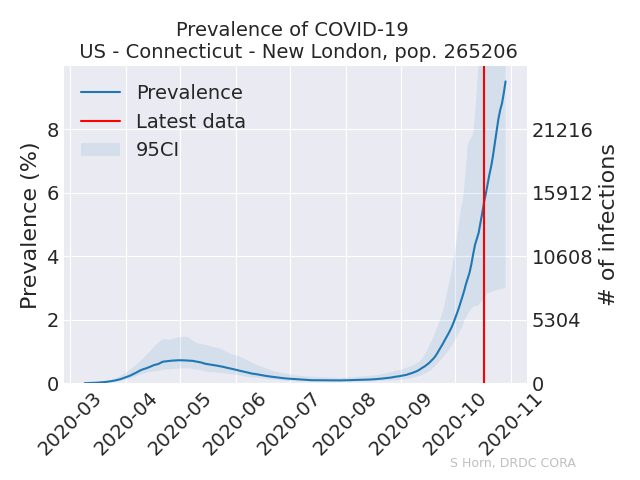 Prevalence of COVID-19
US - Connecticut - New London, pop. 265206
Prevalence
Latest data
95CI
Prevalence (%)
8
6
4
2
0
21216
15912
10608
5304
0
# of infections
2020-03
2020-04
2020-05
2020-06
2020-07
2020-08
2020-09
2020-10
2020-11
S Horn, DRDC CORA